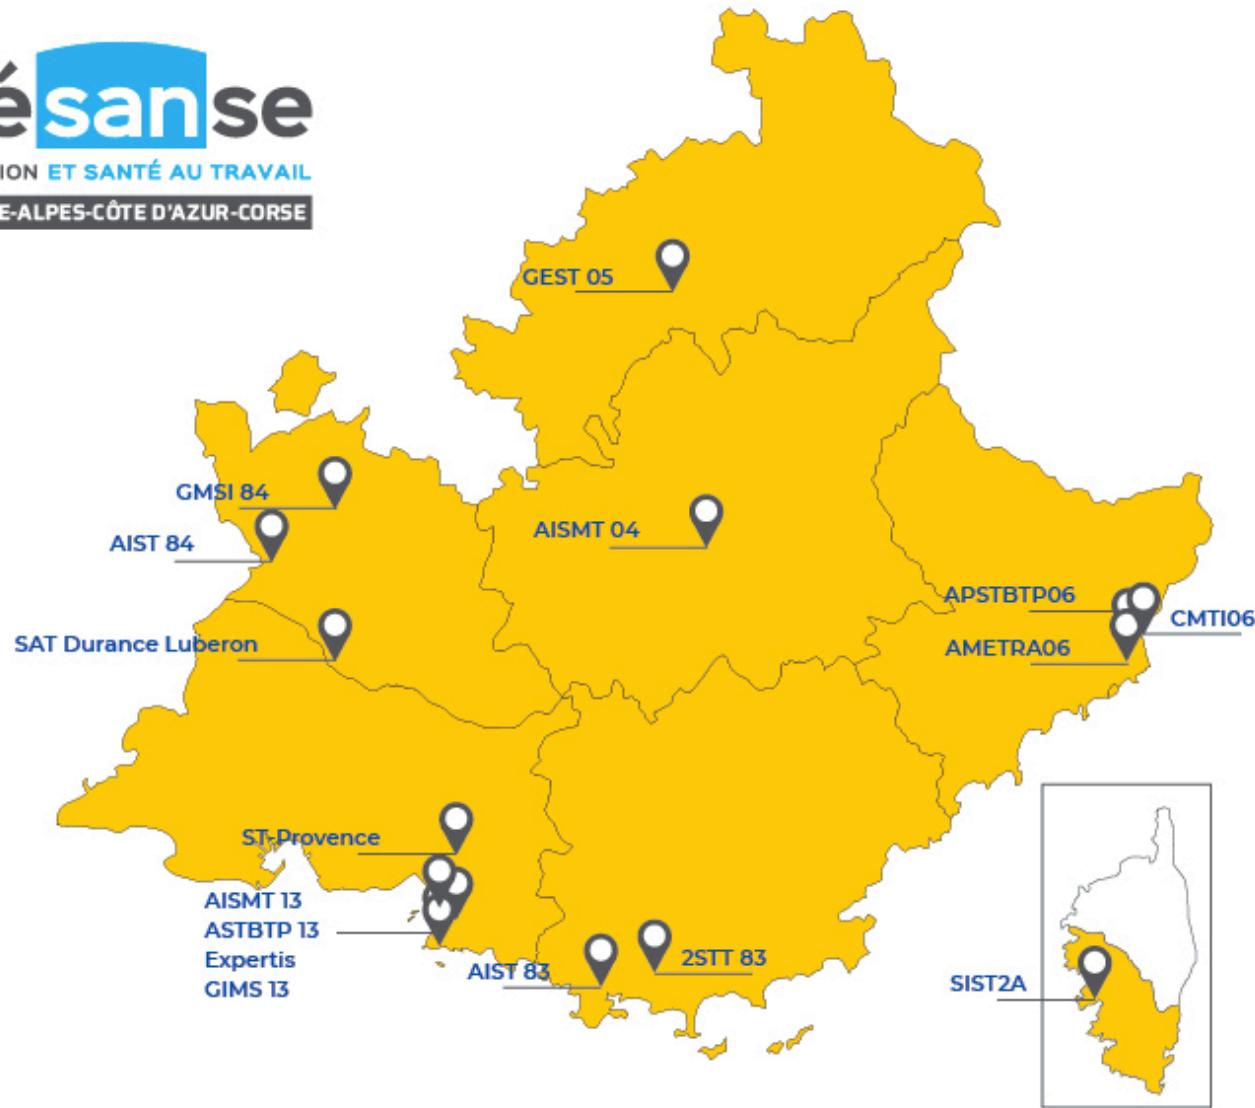 ésanse
ION ET SANTÉ AU TRAVAIL
E-ALPES-CÔTE D'AZUR-CORSE
GEST 05
GMSI 84
AISMT 04
AIST 84
APSTBTP06
CMTI06
SAT Durance Luberon
AMETRA06
ST-Provence
AISMT 13
ASTBTP 13
Expertis
GIMS 13
AIST 83
2STT 83
SIST2A